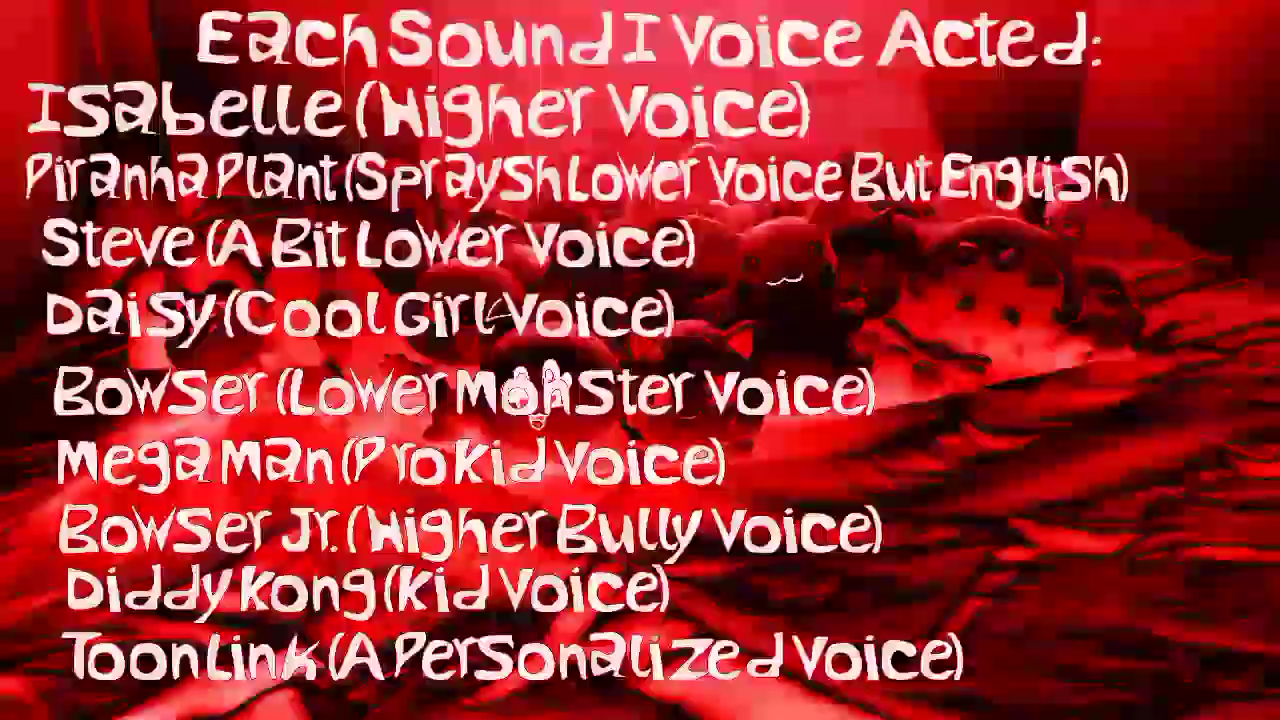 Each Sound I Voice Acted:
Isabelle (Higher Voice)
Piranha Plant (Sprayish Lower Voice But English)
Steve (A Bit Lower Voice)
Daisy (Cool Girl Voice)
Bowser (Lower Monster Voice)
Mega Man (Pro Kid Voice)
Bowser Jr. (Higher Bully Voice)
Diddy Kong (Kid Voice)
Toon Link (A Personalized Voice)